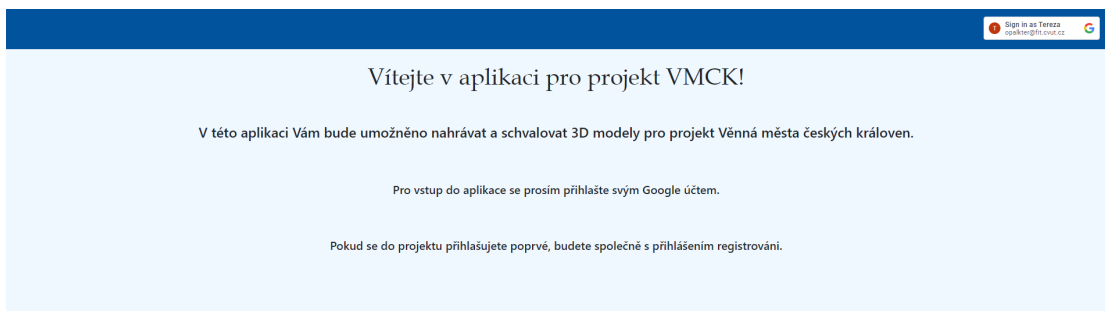 Sign in as Tereza
opalkter@fit.cvut.cz
Vítejte v aplikaci pro projekt VMCK!
V této aplikaci Vám bude umožněno nahrávat a schvalovat 3D modely pro projekt Věnná města českých královen.
Pro vstup do aplikace se prosím přihlašte svým Google účtem.
Pokud se do projektu přihlašujete poprvé, budete společně s přihlášením registrováni.